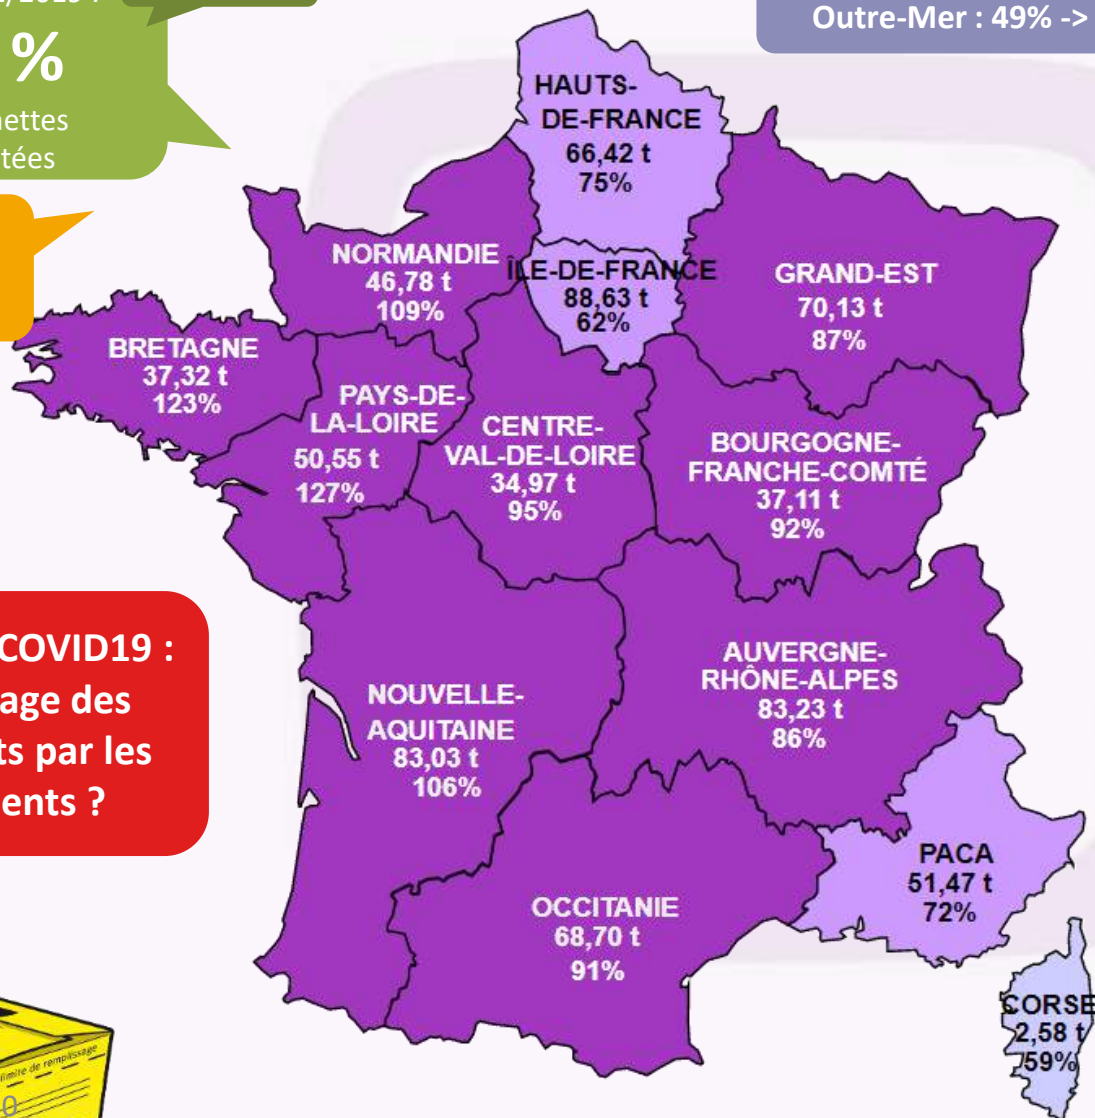 %
Outre-Mer : 49% ->
HAUTS-
DE-FRANCE
66,42 t
75%
NORMANDIE
46,78 t
109%
ÎLE-DE-FRANCE
88,63 t
62%
GRAND-EST
70,13 t
87%
BRETAGNE
37,32 t
123%
PAYS-DE-
LA-LOIRE
50,55 t
127%
CENTRE-
VAL-DE-LOIRE
34,97 t
95%
BOURGOGNE-
FRANCHE-COMTÉ
37,11 t
92%
COVID19 :
age des
ts par les
ents ?
NOUVELLE-
AQUITAINE
83,03 t
106%
AUVERGNE-
RHÔNE-ALPES
83,23 t
86%
PACA
51,47 t
72%
OCCITANIE
68,70 t
91%
CORSE
2,58 t
59%
limite de remplissage
0